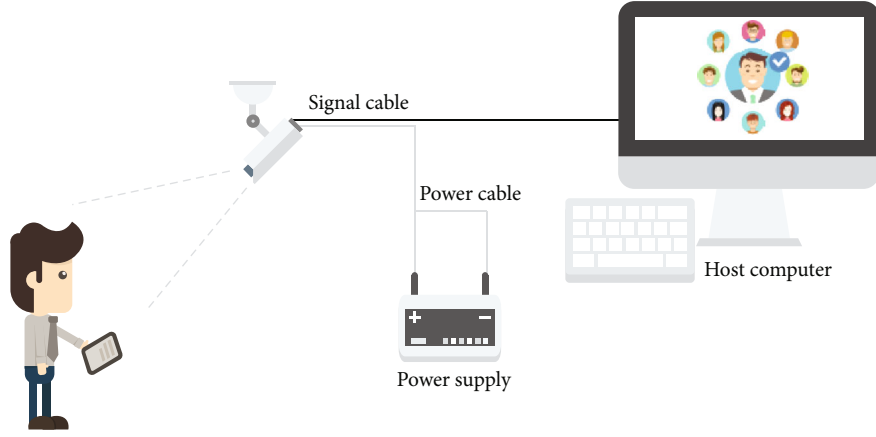 Signal cable
Power cable
Host computer
+ −
Power supply